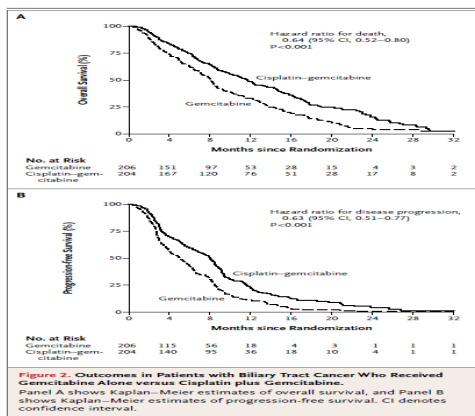 A
Overall Survival (%)
100
75
50
25
0
Hazard ratio for death,
0.64 (95% CI, 0.52–0.80)
P<0.001
Cisplatin–gemcitabine
Gemcitabine
0 4 8 12 16 20 24 28 32
Months since Randomization
No. at Risk
Gemcitabine 206 151 97 53 28 15 4 3 2
Cisplatin–gem- 204 167 120 76 51 28 17 8 2
citabine
B
Progression-free Survival (%)
100
75
50
25
0
Hazard ratio for disease progression,
0.63 (95% CI, 0.51–0.77)
P<0.001
Cisplatin–gemcitabine
Gemcitabine
0 4 8 12 16 20 24 28 32
Months since Randomization
No. at Risk
Gemcitabine 206 115 56 18 4 3 1 1 1
Cisplatin–gem- 204 140 95 36 18 10 4 1 1
citabine
Figure 2. Outcomes in Patients with Biliary Tract Cancer Who Received
Gemcitabine Alone versus Cisplatin plus Gemcitabine.
Panel A shows Kaplan–Meier estimates of overall survival, and Panel B
shows Kaplan–Meier estimates of progression-free survival. CI denotes
confidence interval.